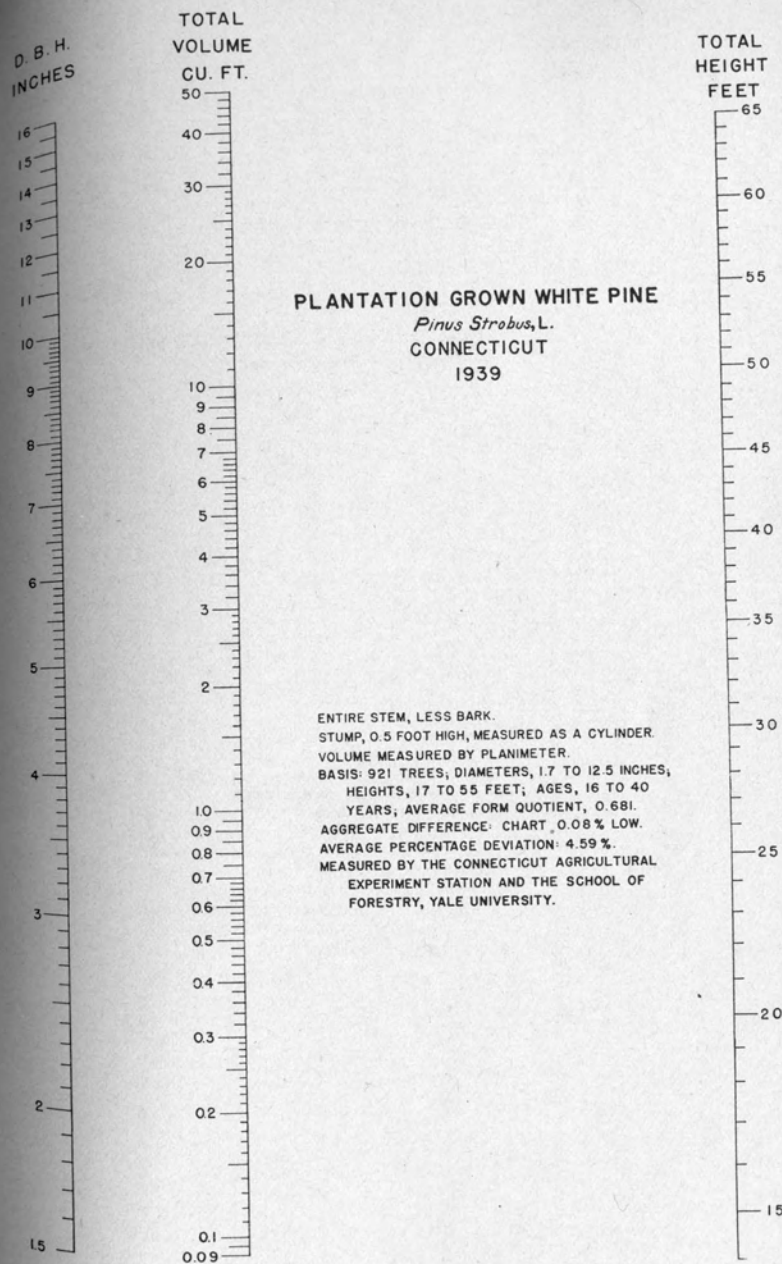 D. B. H.
INCHES
16
15
14
13
12
11
10
9
8
7
6
5
4
3
2
1.5
TOTAL
VOLUME
CU. FT.
50
40
30
20
10
9
8
7
6
5
4
3
2
1.0
0.9
0.8
0.7
0.6
0.5
0.4
0.3
0.2
0.1
0.09
PLANTATION GROWN WHITE PINE
Pinus Strobus, L.
CONNECTICUT
1939
ENTIRE STEM, LESS BARK.
STUMP, 0.5 FOOT HIGH, MEASURED AS A CYLINDER.
VOLUME MEASURED BY PLANIMETER.
BASIS: 921 TREES; DIAMETERS, 1.7 TO 12.5 INCHES;
HEIGHTS, 17 TO 55 FEET; AGES, 16 TO 40
YEARS; AVERAGE FORM QUOTIENT, 0.681.
AGGREGATE DIFFERENCE: CHART 0.08% LOW.
AVERAGE PERCENTAGE DEVIATION: 4.59%.
MEASURED BY THE CONNECTICUT AGRICULTURAL
EXPERIMENT STATION AND THE SCHOOL OF
FORESTRY, YALE UNIVERSITY.
TOTAL
HEIGHT
FEET
65
60
55
50
45
40
35
30
25
20
15